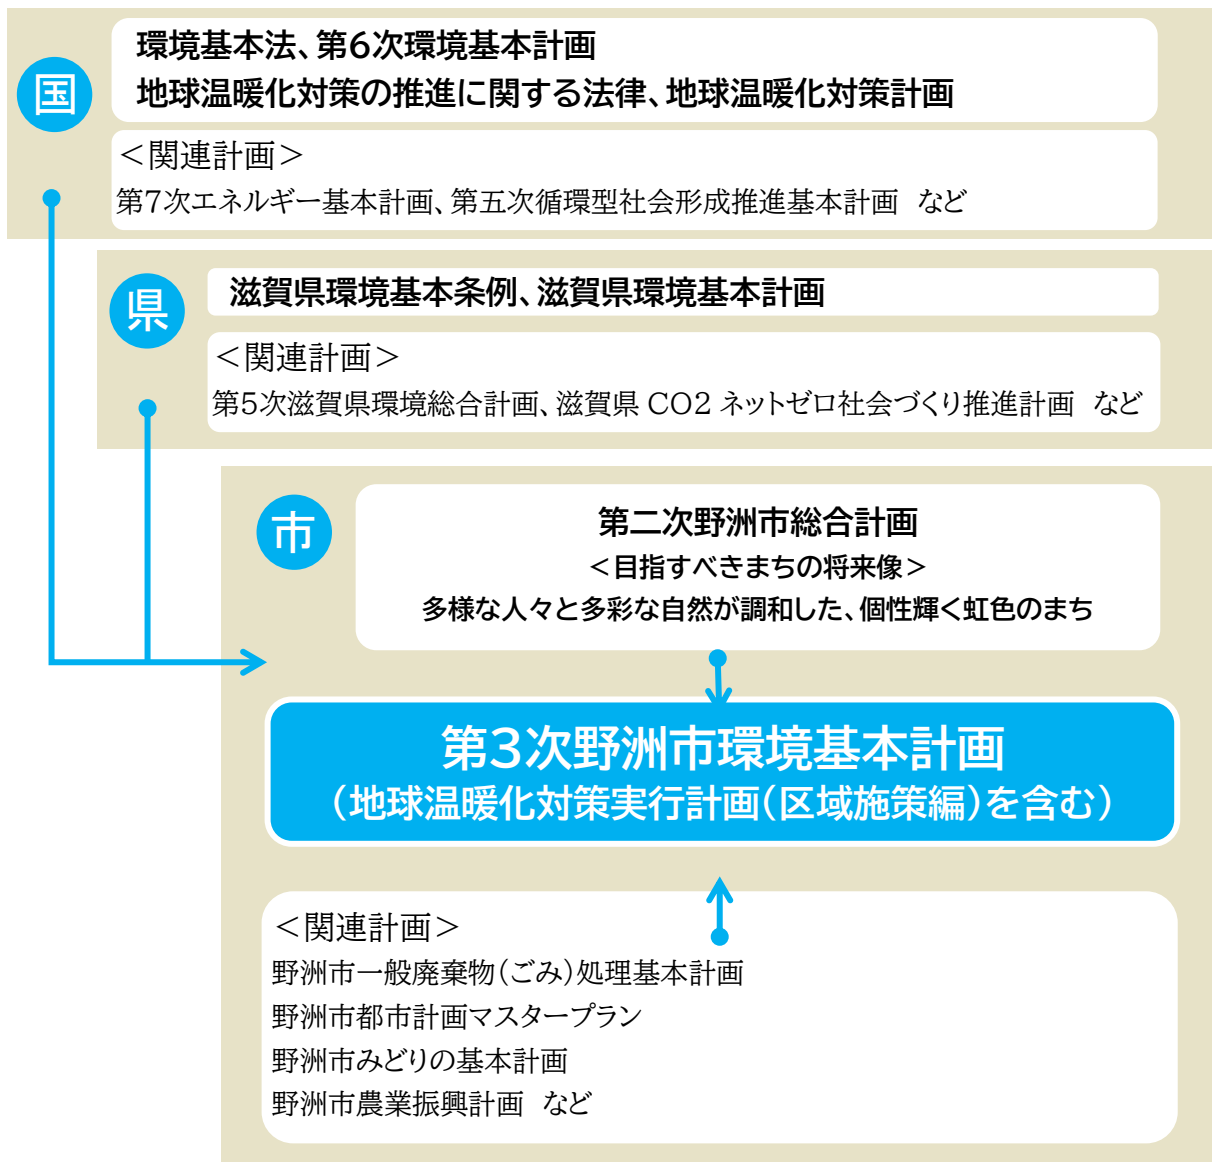 国
環境基本法、第6次環境基本計画
地球温暖化対策の推進に関する法律、地球温暖化対策計画
＜関連計画＞
第7次エネルギー基本計画、第五次循環型社会形成推進基本計画　など
県
滋賀県環境基本条例、滋賀県環境基本計画
＜関連計画＞
第5次滋賀県環境総合計画、滋賀県 CO2 ネットゼロ社会づくり推進計画　など
市
第二次野洲市総合計画
＜目指すべきまちの将来像＞
多様な人々と多彩な自然が調和した、個性輝く虹色のまち
第3次野洲市環境基本計画
（地球温暖化対策実行計画（区域施策編）を含む）
＜関連計画＞
野洲市一般廃棄物（ごみ）処理基本計画
野洲市都市計画マスタープラン
野洲市みどりの基本計画
野洲市農業振興計画　など